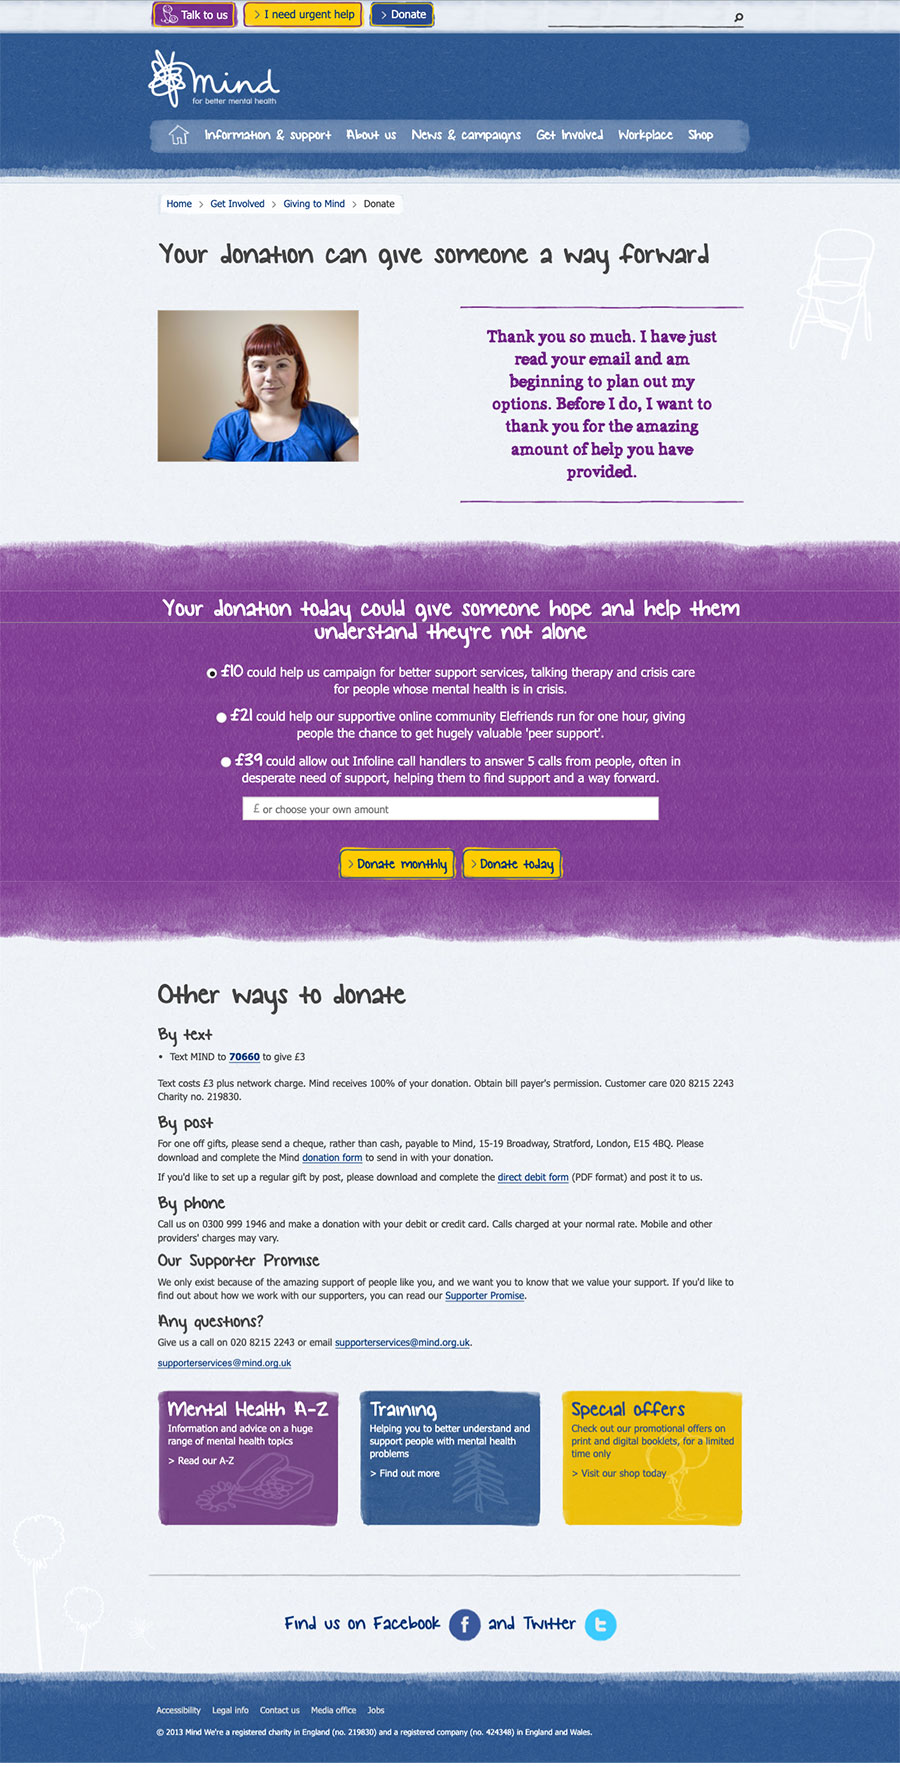 Talk to us
I need urgent help
Donate
mind
for better mental health
Information & support
About us
News & campaigns
Get Involved
Workplace
Shop
Home > Get Involved > Giving to Mind > Donate
Your donation can give someone a way forward
Thank you so much. I have just
read your email and am
beginning to plan out my
options. Before I do, I want to
thank you for the amazing
amount of help you have
provided.
Your donation today could give someone hope and help them
understand they're not alone
£10 could help us campaign for better support services, talking therapy and crisis care
for people whose mental health is in crisis.
£21 could help our supportive online community Elefriends run for one hour, giving
people the chance to get hugely valuable 'peer support'.
£39 could allow out Infoline call handlers to answer 5 calls from people, often in
desperate need of support, helping them to find support and a way forward.
£ or choose your own amount
> Donate monthly
> Donate today
Other ways to donate
By text
• Text MIND to 70660 to give £3
Text costs £3 plus network charge. Mind receives 100% of your donation. Obtain bill payer's permission. Customer care 020 8215 2243
Charity no. 219830.
By post
For one off gifts, please send a cheque, rather than cash, payable to Mind, 15-19 Broadway, Stratford, London, E15 4BQ. Please
download and complete the Mind donation form to send in with your donation.
If you'd like to set up a regular gift by post, please download and complete the direct debit form (PDF format) and post it to us.
By phone
Call us on 0300 999 1946 and make a donation with your debit or credit card. Calls charged at your normal rate. Mobile and other
providers' charges may vary.
Our Supporter Promise
We only exist because of the amazing support of people like you, and we want you to know that we value your support. If you'd like to
find out about how we work with our supporters, you can read our Supporter Promise.
Any questions?
Give us a call on 020 8215 2243 or email supporterservices@mind.org.uk.
supporterservices@mind.org.uk
Mental Health A-Z
Information and advice on a huge
range of mental health topics
> Read our A-Z
Training
Helping you to better understand and
support people with mental health
problems
> Find out more
Special offers
Check out our promotional offers on
print and digital booklets, for a limited
time only
> Visit our shop today
Find us on Facebook f and Twitter t
Accessibility Legal info Contact us Media office Jobs
© 2013 Mind We're a registered charity in England (no. 219830) and a registered company (no. 424348) in England and Wales.